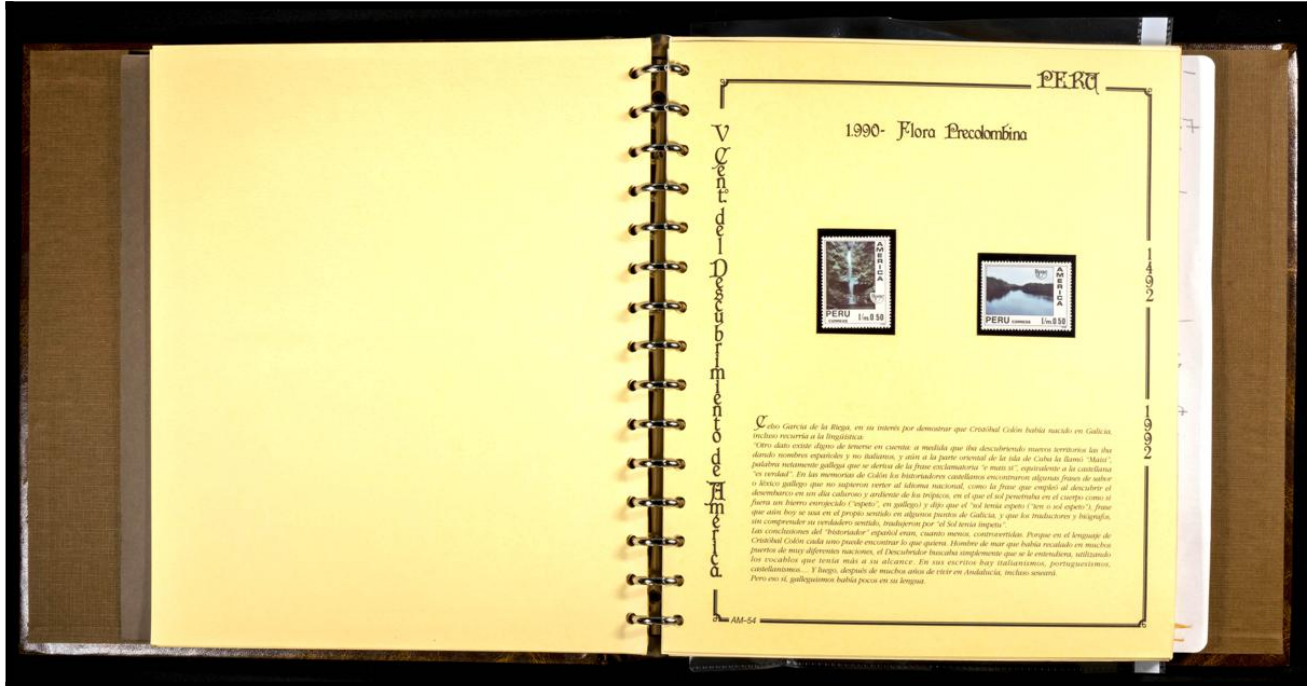 PERU
1.990- Flora Precolombina
V Cent. del Descubrimiento de América
1492
1992
AMERICA
PERU
CORREOS
I/m.0 50
AMERICA
PERU CORREOS I/m.0 50
Celso García de la Riega, en su interés por demostrar que Cristóbal Colón había nacido en Galicia,
incluso recurría a la lingüística:
"Otro dato existe digno de tenerse en cuenta: a medida que iba descubriendo nuevos territorios las iba
dando nombres españoles y no italianos, y aún a la parte oriental de la isla de Cuba la llamó "Maisí",
palabra netamente gallega que se deriva de la frase exclamatoria "e mais si", equivalente a la castellana
"es verdad". En las memorias de Colón los historiadores castellanos encontraron algunas frases de sabor
o léxico gallego que no supieron verter al idioma nacional, como la frase que empleó al descubrir el
desembarco en un día caluroso y ardiente de los trópicos, en el que el sol penetraba en el cuerpo como si
fuera un hierro enrojecido ("espeto", en gallego) y dijo que el "sol tenía espeto ("ten o sol espeto"), frase
que aún hoy se usa en el propio sentido en algunos puntos de Galicia, y que los traductores y biógrafos,
sin comprender su verdadero sentido, tradujeron por "el Sol tenía ímpetu".
Las conclusiones del "historiador" español eran, cuanto menos, controvertidas. Porque en el lenguaje de
Cristóbal Colón cada uno puede encontrar lo que quiera. Hombre de mar que había recalado en muchos
puertos de muy diferentes naciones, el Descubridor buscaba simplemente que se le entendiera, utilizando
los vocablos que tenía más a su alcance. En sus escritos hay italianismos, portuguesismos,
castellanismos.... Y luego, después de muchos años de vivir en Andalucía, incluso seseará.
Pero eso sí, galleguismos había pocos en su lengua.
AM-54